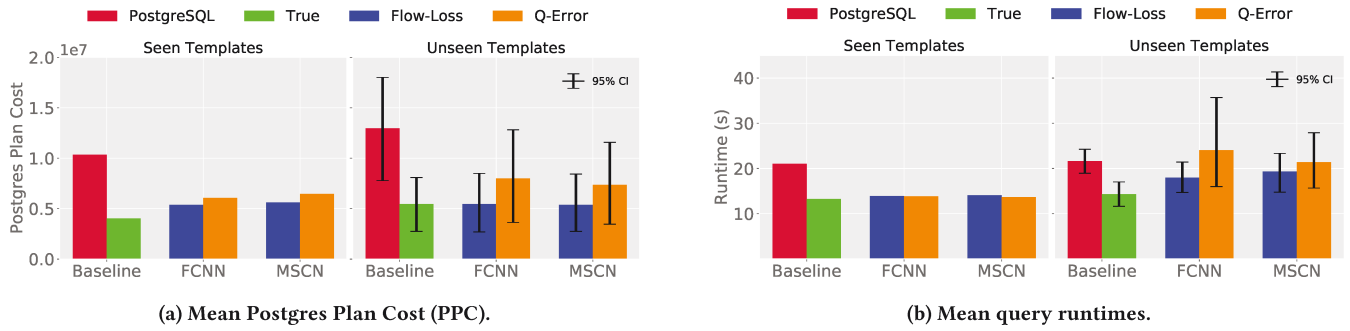 PostgreSQL True Flow-Loss Q-Error
Seen Templates Unseen Templates
1e7
2.0
1.5
1.0
0.5
0.0
Postgres Plan Cost
95% CI
Baseline FCNN MSCN Baseline FCNN MSCN
(a) Mean Postgres Plan Cost (PPC).
PostgreSQL True Flow-Loss Q-Error
Seen Templates Unseen Templates
40
30
20
10
Runtime (s)
95% CI
Baseline FCNN MSCN Baseline FCNN MSCN
(b) Mean query runtimes.